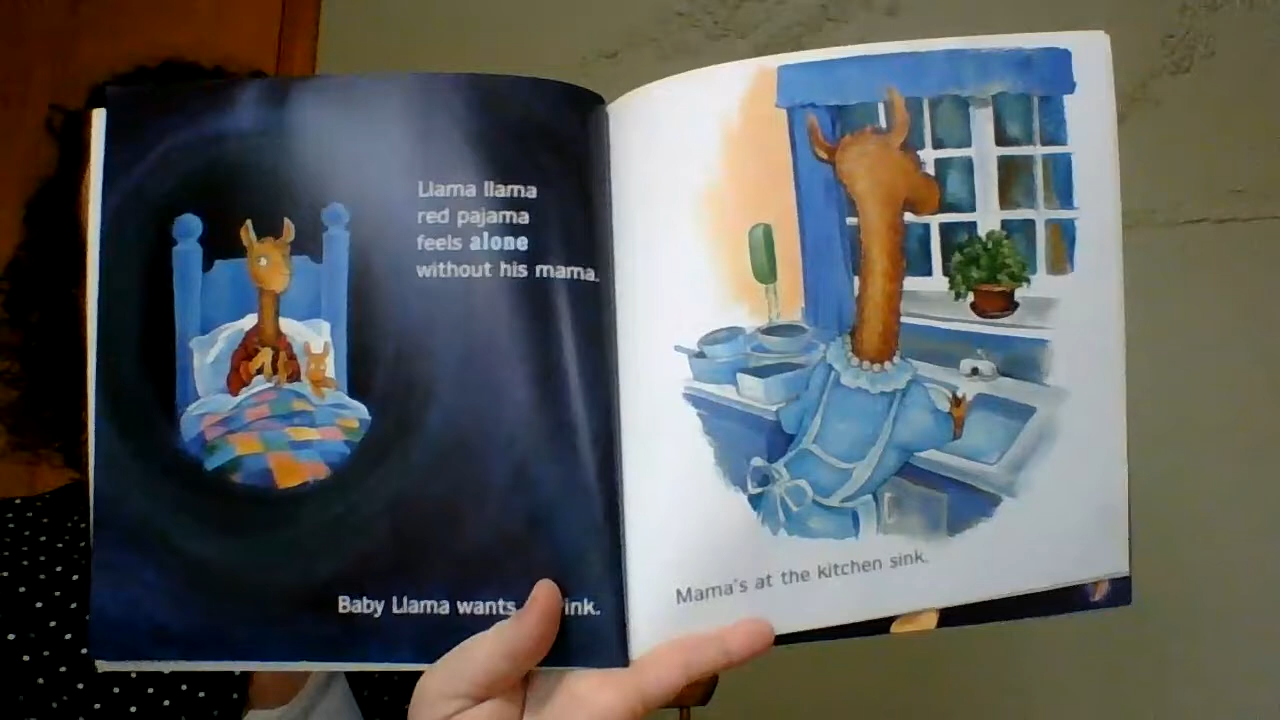 Llama llama
red pajama
feels alone
without his mama.
Baby Llama wants ink.
Mama's at the kitchen sink.